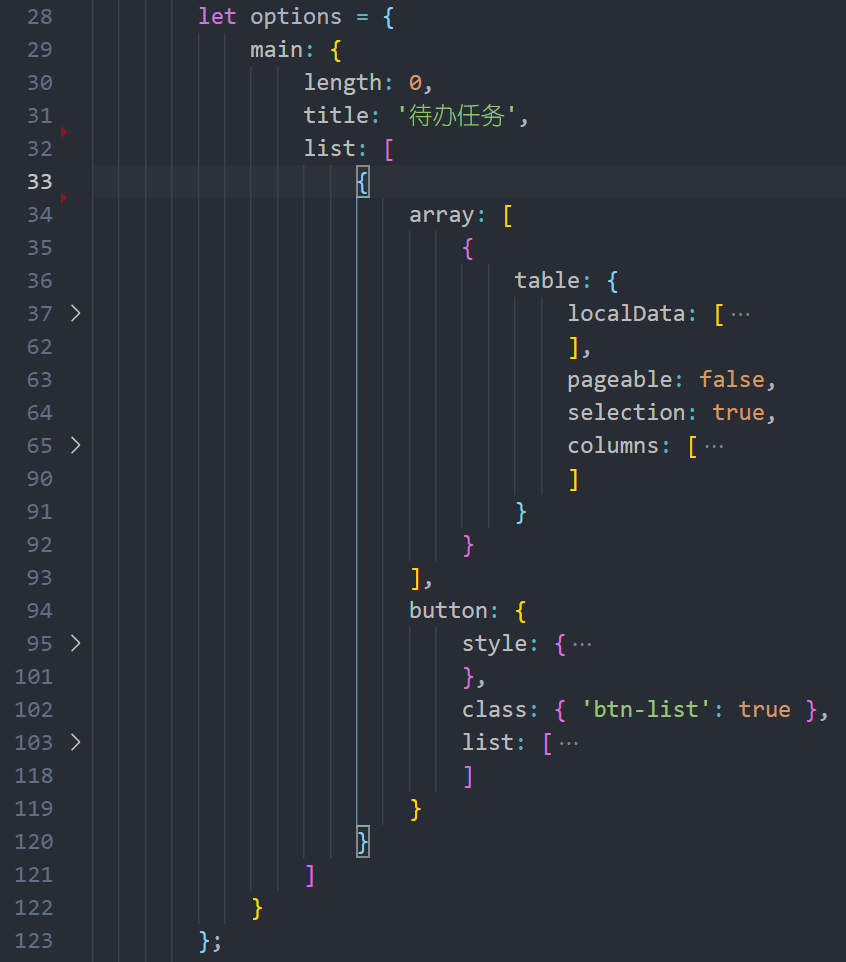 28 let options = {
29 main: {
30 length: 0,
31 title: '待办任务',
32 list: [
33 {
34 array: [
35 {
36 table: {
37 localData: [ ···
62 ],
63 pageable: false,
64 selection: true,
65 columns: [ ···
90 ]
91 }
92 }
93 ],
94 button: {
95 style: { ···
101 },
102 class: { 'btn-list': true },
103 list: [ ···
118 ]
119 }
120 }
121 ]
122 }
123 };